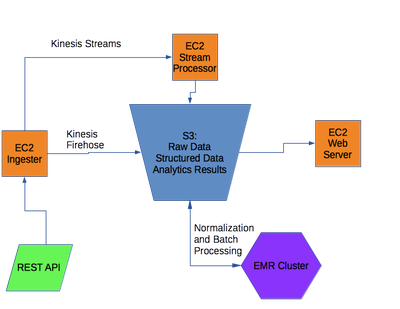 Kinesis Streams
EC2
Stream
Processor
EC2
Ingester
Kinesis
Firehose
S3:
Raw Data
Structured Data
Analytics Results
EC2
Web
Server
Normalization
and Batch
Processing
REST API
EMR Cluster